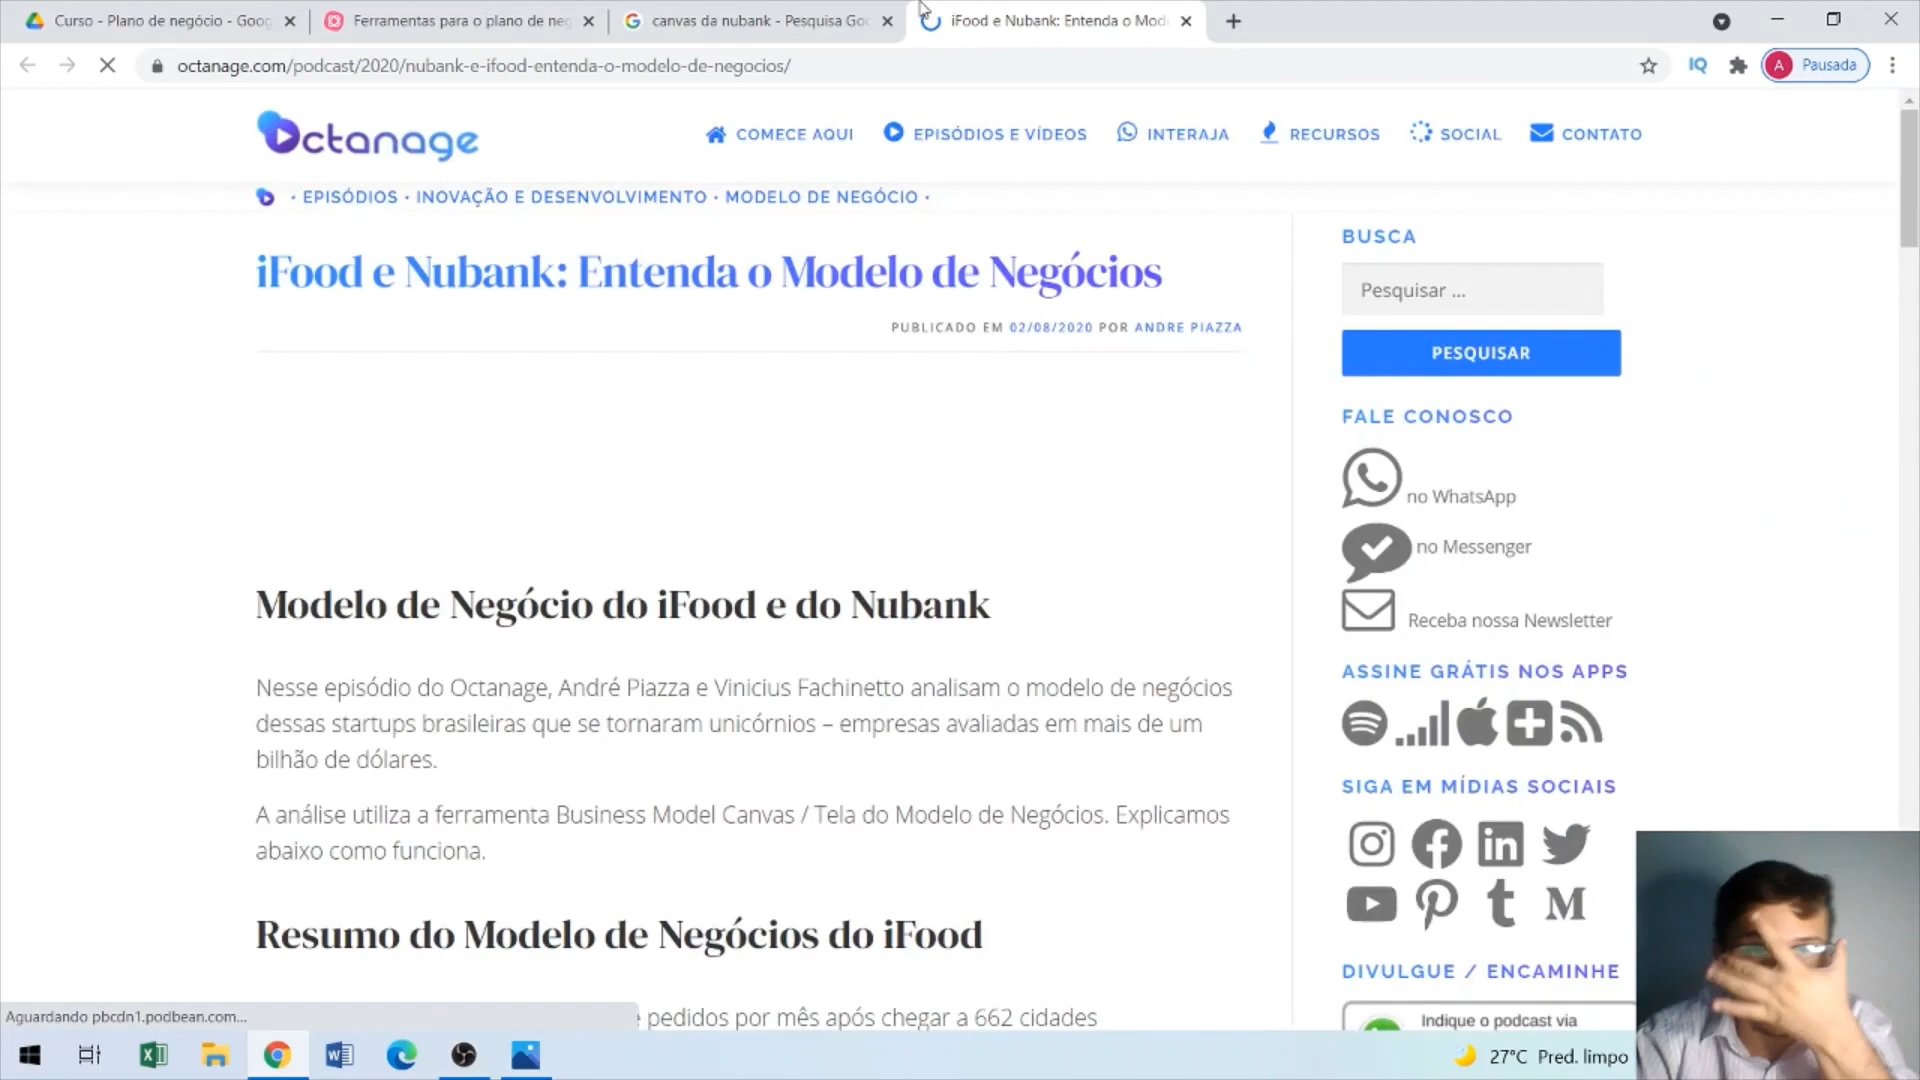 Curso - Plano de negócio - Goog
Ferramentas para o plano de neg
canvas da nubank - Pesquisa Goo
iFood e Nubank: Entenda o Mod
octanage.com/podcast/2020/nubank-e-ifood-entenda-o-modelo-de-negocios/
IQ
A Pausada
Octanage
COMECE AQUI
EPISÓDIOS E VÍDEOS
INTERAJA
RECURSOS
SOCIAL
CONTATO
· EPISÓDIOS · INOVAÇÃO E DESENVOLVIMENTO · MODELO DE NEGÓCIO ·
iFood e Nubank: Entenda o Modelo de Negócios
PUBLICADO EM 02/08/2020 POR ANDRE PIAZZA
Modelo de Negócio do iFood e do Nubank
Nesse episódio do Octanage, André Piazza e Vinicius Fachinetto analisam o modelo de negócios
dessas startups brasileiras que se tornaram unicórnios – empresas avaliadas em mais de um
bilhão de dólares.
A análise utiliza a ferramenta Business Model Canvas / Tela do Modelo de Negócios. Explicamos
abaixo como funciona.
Resumo do Modelo de Negócios do iFood
pedidos por mês após chegar a 662 cidades
BUSCA
Pesquisar ...
PESQUISAR
FALE CONOSCO
no WhatsApp
no Messenger
Receba nossa Newsletter
ASSINE GRÁTIS NOS APPS
SIGA EM MÍDIAS SOCIAIS
DIVULGUE / ENCAMINHE
Indique o podcast via
Aguardando pbcdn1.podbean.com...
27°C Pred. limpo